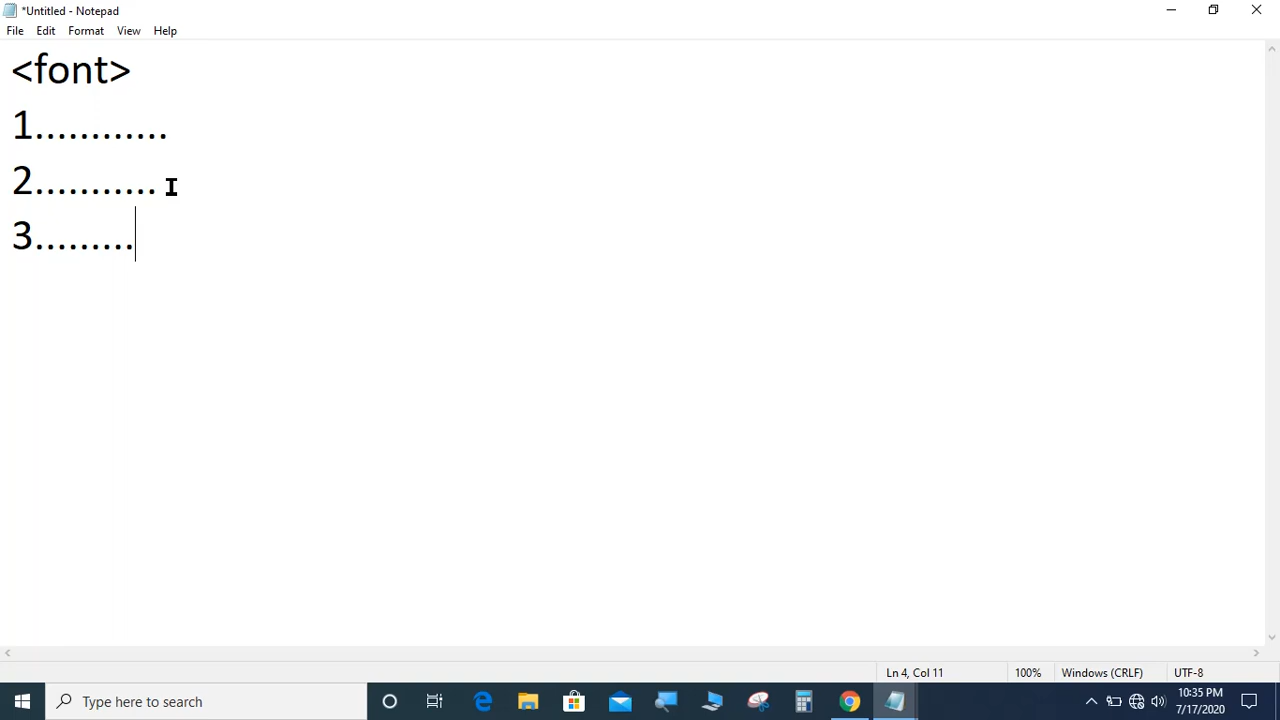 *Untitled - Notepad
File Edit Format View Help
<font>
1............
2...........
3.........
Ln 4, Col 11 100% Windows (CRLF) UTF-8
Type here to search
10:35 PM
7/17/2020